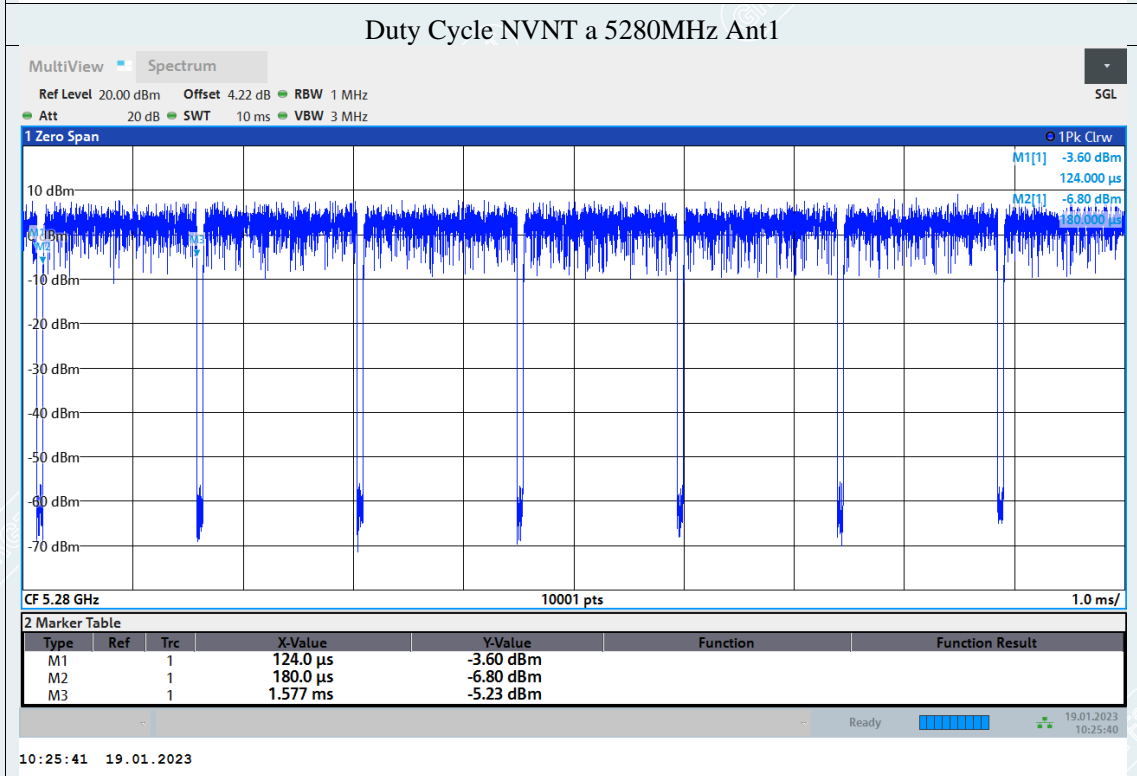 Duty Cycle NVNT a 5280MHz Ant1
MultiView Spectrum
Ref Level 20.00 dBm Offset 4.22 dB RBW 1 MHz
SGL
Att 20 dB SWT 10 ms VBW 3 MHz
1 Zero Span 1Pk Clrw
M1[1] -3.60 dBm
124.000 µs
M2[1] -6.80 dBm
180.000 µs
10 dBm
0 dBm
M2
M3
-10 dBm
-20 dBm
-30 dBm
-40 dBm
-50 dBm
-60 dBm
-70 dBm
CF 5.28 GHz 10001 pts 1.0 ms/
2 Marker Table
Type Ref Trc X-Value Y-Value Function Function Result
M1 1 124.0 µs -3.60 dBm
M2 1 180.0 µs -6.80 dBm
M3 1 1.577 ms -5.23 dBm
Ready 19.01.2023
10:25:40
10:25:41 19.01.2023